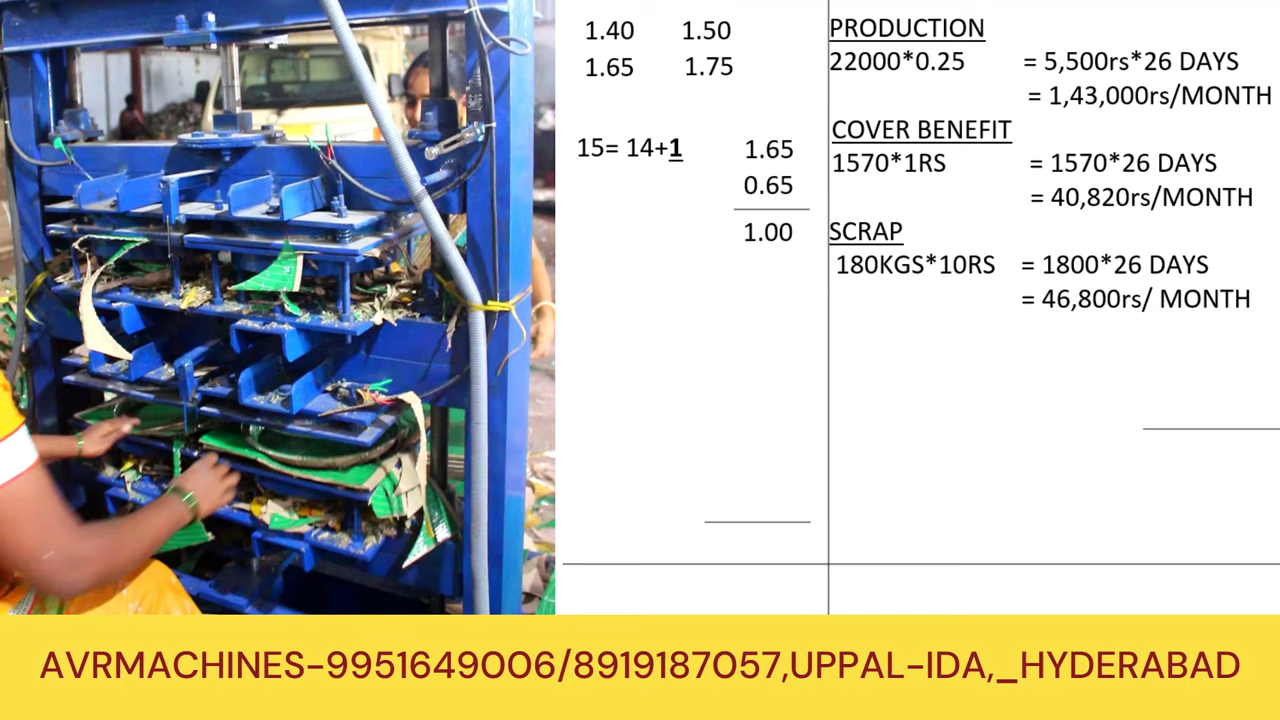 1.40 1.50
1.65 1.75
15= 14+1
1.65
0.65
1.00
PRODUCTION
22000*0.25 = 5,500rs*26 DAYS
= 1,43,000rs/MONTH
COVER BENEFIT
1570*1RS = 1570*26 DAYS
= 40,820rs/MONTH
SCRAP
180KGS*10RS = 1800*26 DAYS
= 46,800rs/ MONTH
AVRMACHINES-9951649006/8919187057,UPPAL-IDA,_HYDERABAD